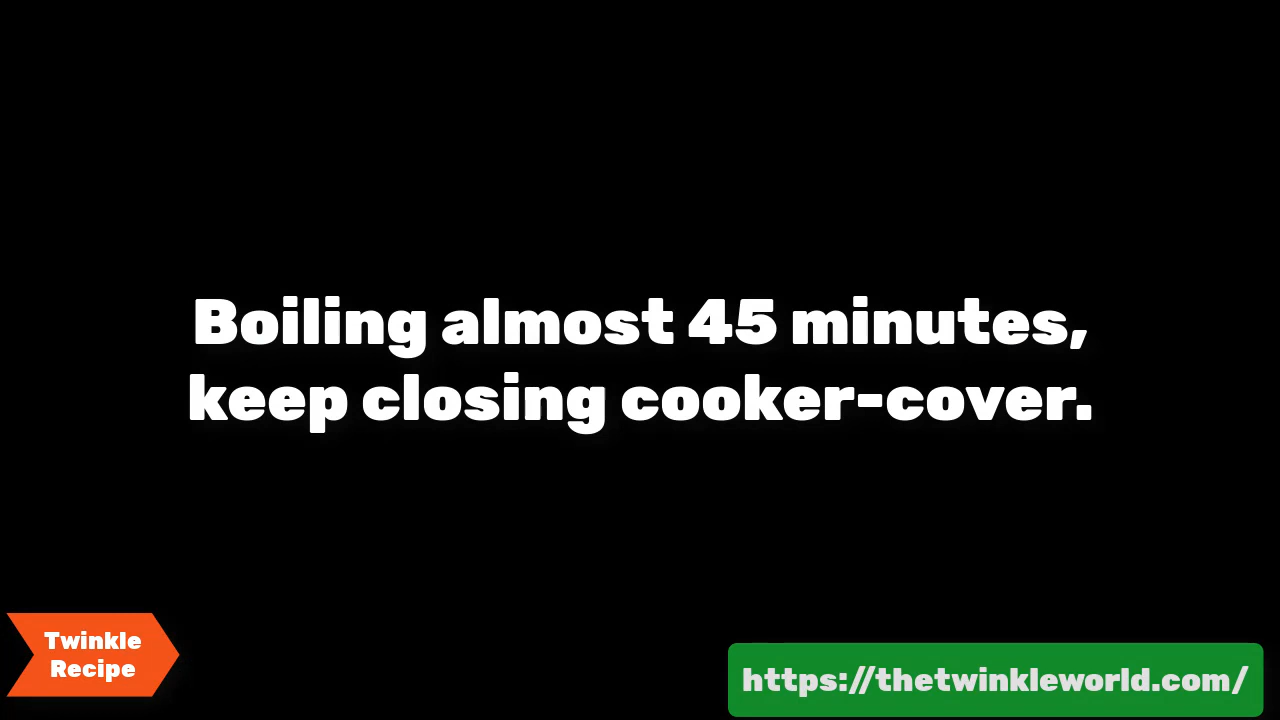 Boiling almost 45 minutes,
keep closing cooker-cover.
Twinkle
Recipe
https://thetwinkleworld.com/